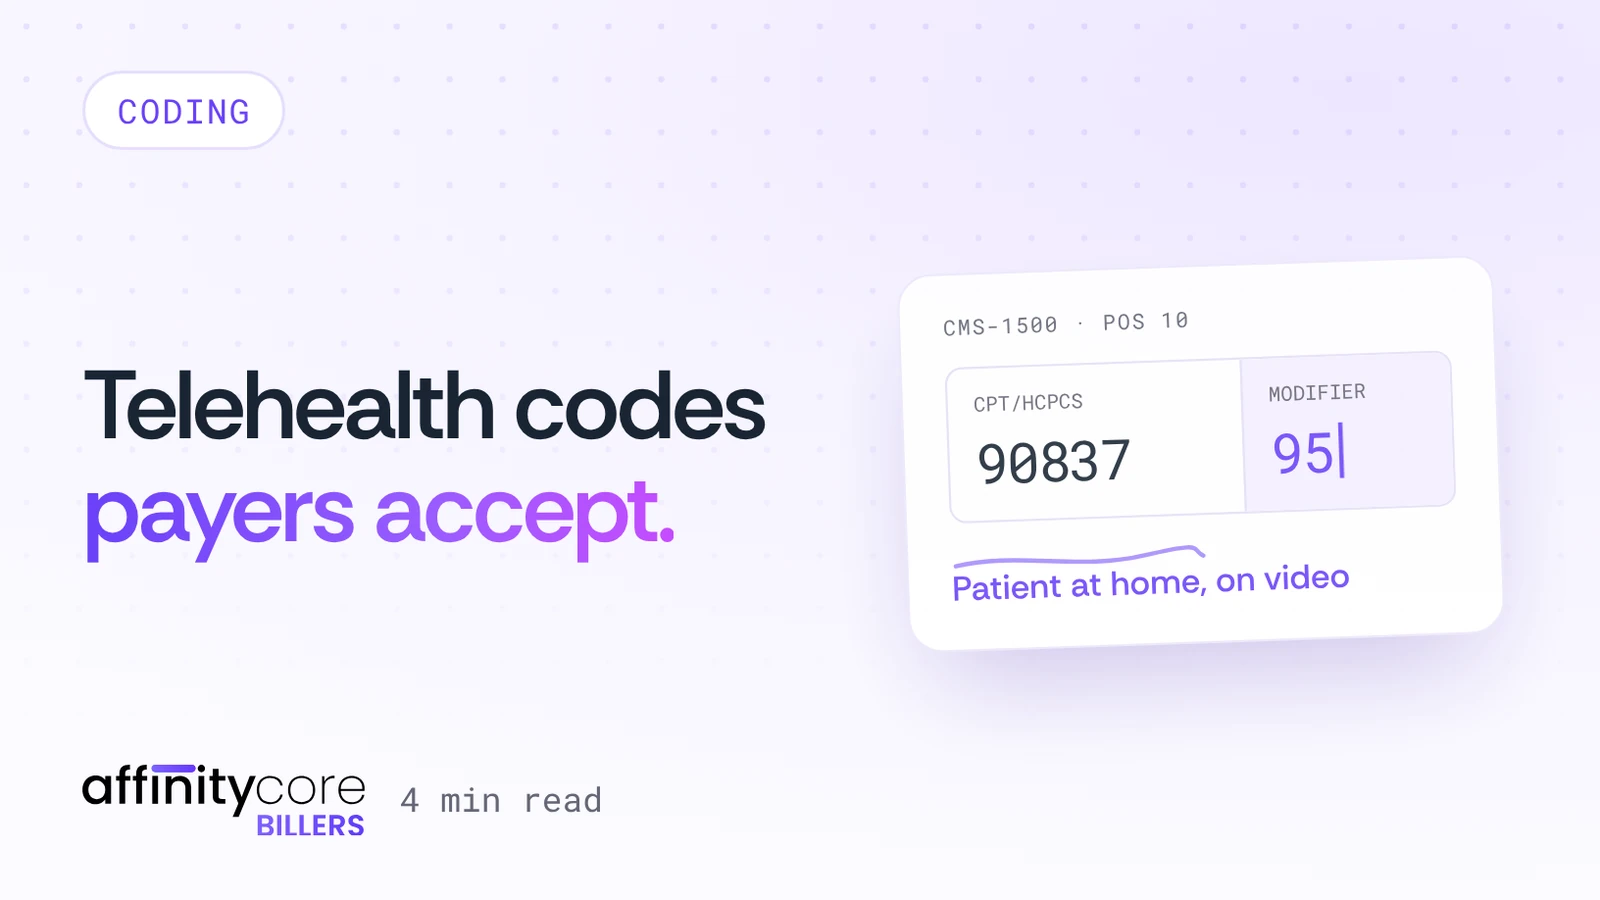 CODING
Telehealth codes
payers accept.
CMS-1500 · POS 10
CPT/HCPCS
90837
MODIFIER
95
Patient at home, on video
affinitycore
BILLERS
4 min read